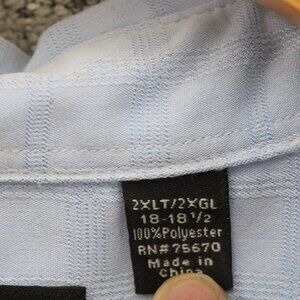 2XLT/2XGL
18-18 1/2
100%Polyester
RN#75670
Made in
China